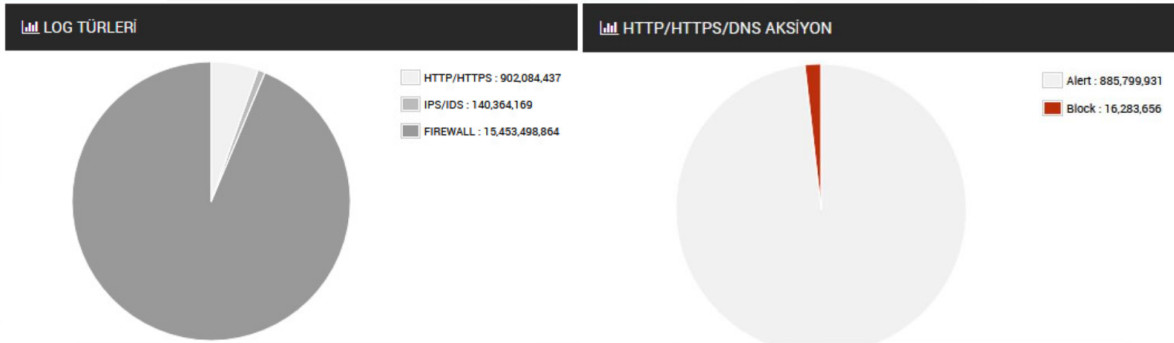 LOG TÜRLERİ
HTTP/HTTPS : 902,084,437
IPS/IDS : 140,364,169
FIREWALL : 15,453,498,864
HTTP/HTTPS/DNS AKSİYON
Alert : 885,799,931
Block : 16,283,656